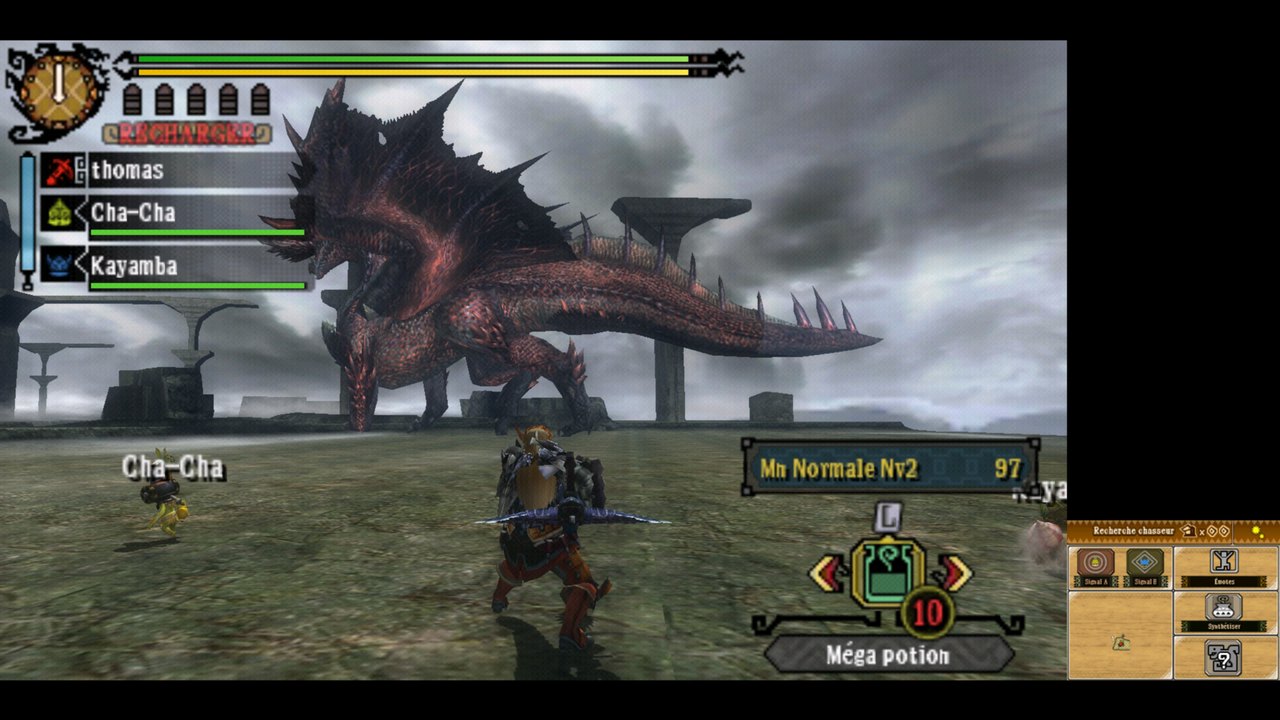 RECHARGER
thomas
Cha-Cha
Kayamba
Cha-Cha
Mn Normale Nv2 97
L
10
Méga potion
Recherche chasseur x
Signal A Signal B Emotes
Synthétiser
?